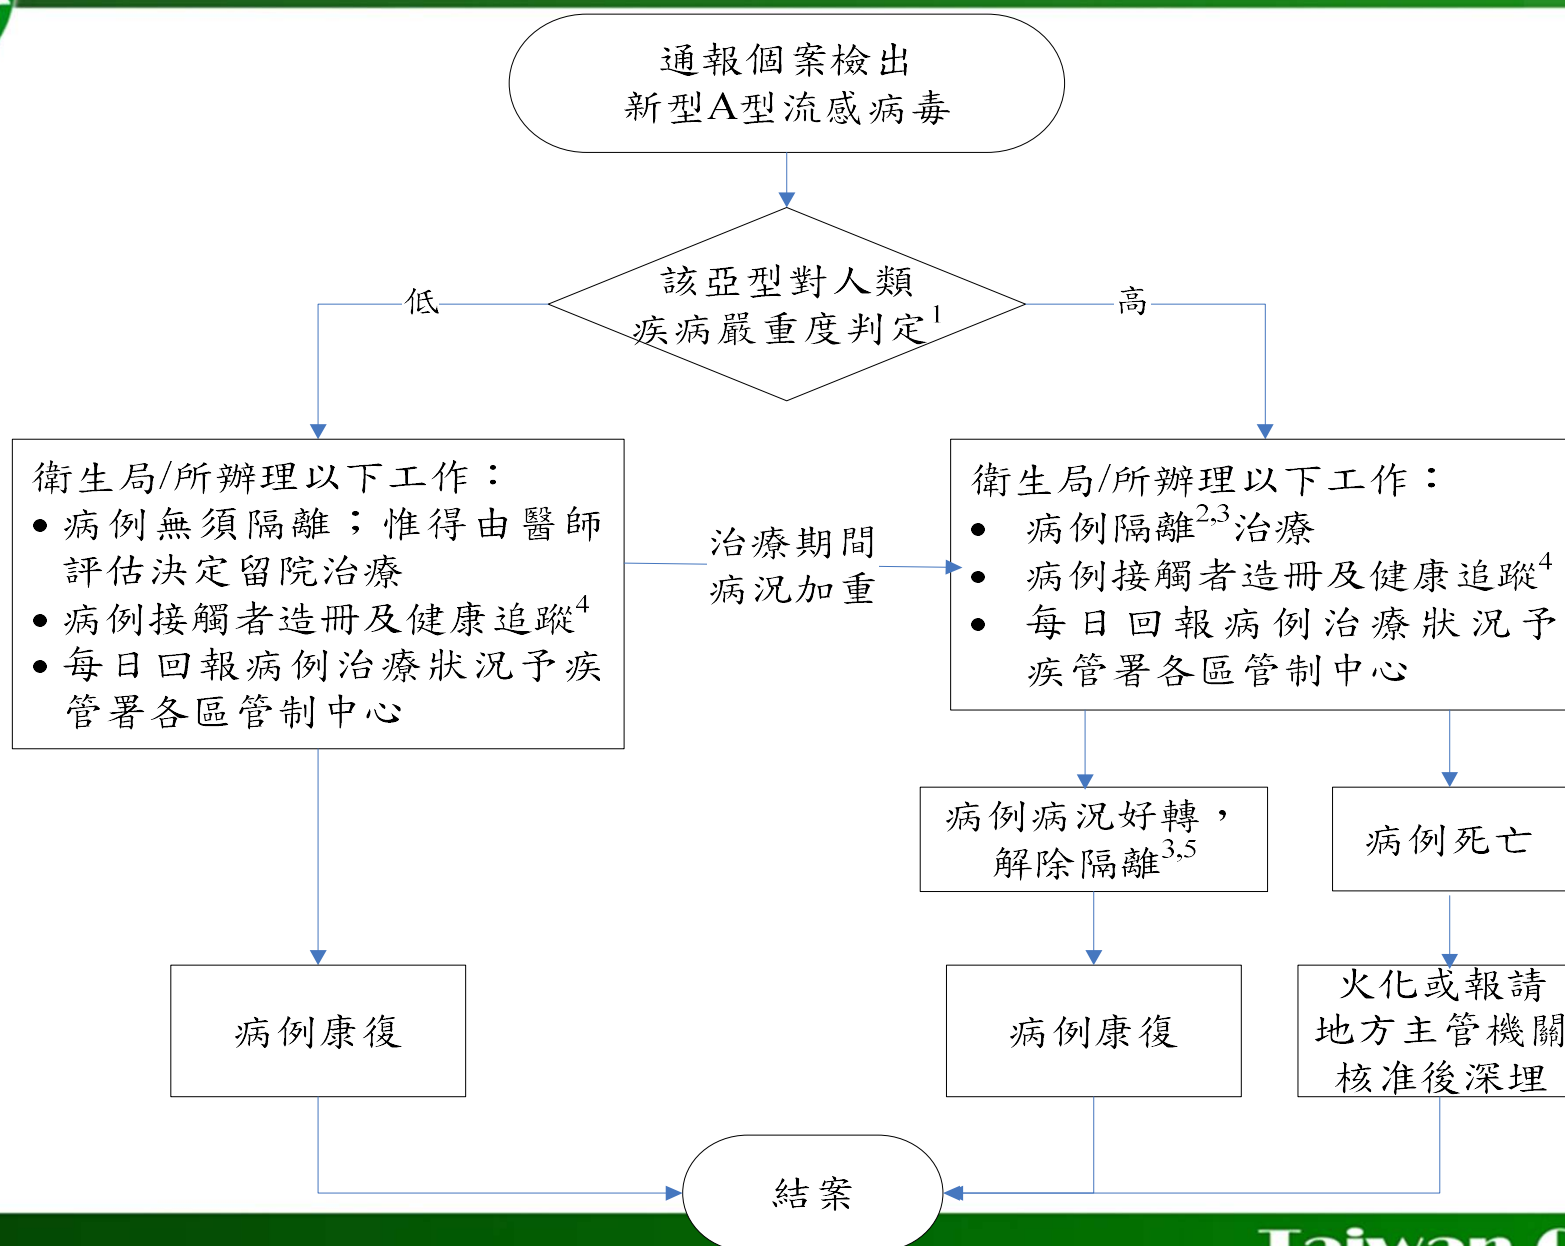 通報個案檢出
新型A型流感病毒
該亞型對人類
疾病嚴重度判定1
低
高
衛生局/所辦理以下工作：
• 病例無須隔離；惟得由醫師
評估決定留院治療
• 病例接觸者造冊及健康追蹤4
• 每日回報病例治療狀況予疾
管署各區管制中心
治療期間
病況加重
衛生局/所辦理以下工作：
• 病例隔離2,3治療
• 病例接觸者造冊及健康追蹤4
• 每日回報病例治療狀況予
疾管署各區管制中心
病例病況好轉，
解除隔離3,5
病例死亡
病例康復
病例康復
火化或報請
地方主管機關
核准後深埋
結案
Taiwan